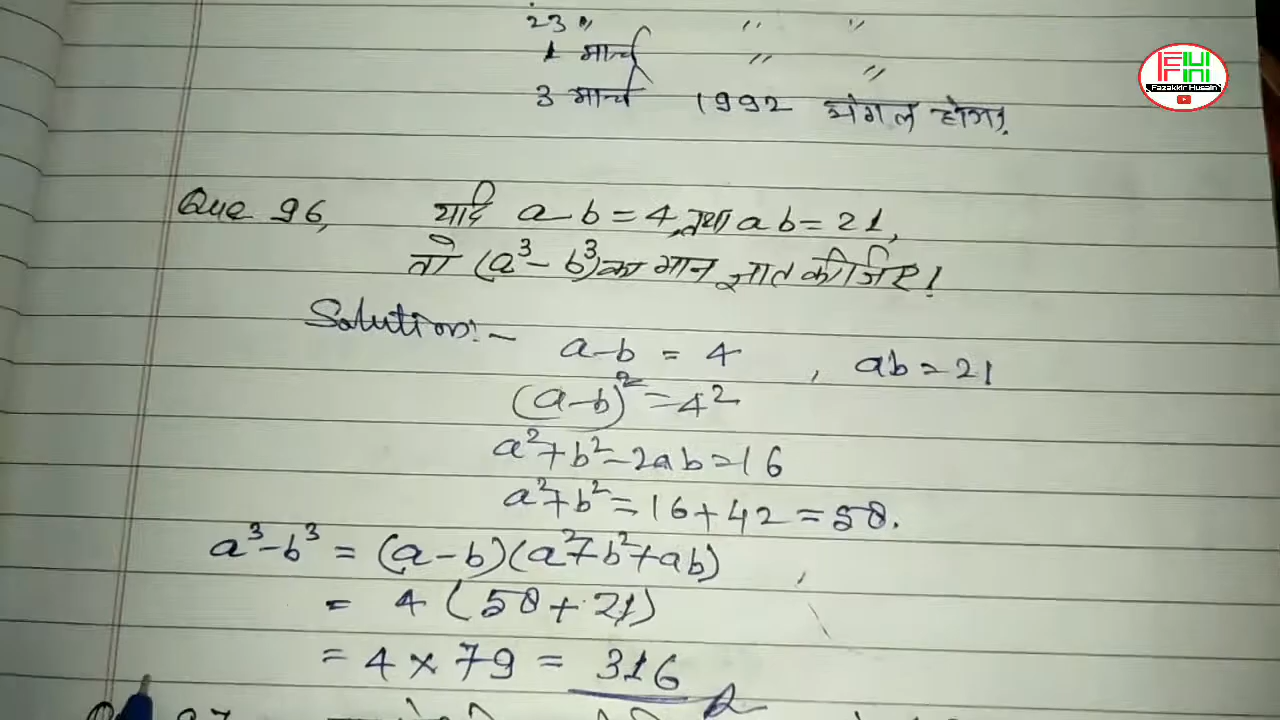 23 〃 〃 〃
1 मार्च 〃 〃
3 मार्च 1992 मंगल होगा.
Fazakkir Husain
Que 96, यदि a-b=4, तथा ab=21,
तो (a³-b³) का मान ज्ञात कीजिए!
Solution:-
a-b = 4 , ab=21
(a-b)²=4²
a²+b²-2ab=16
a²+b²=16+42=58.
a³-b³ = (a-b)(a²+b²+ab)
= 4 (58+21)
= 4×79 = 316